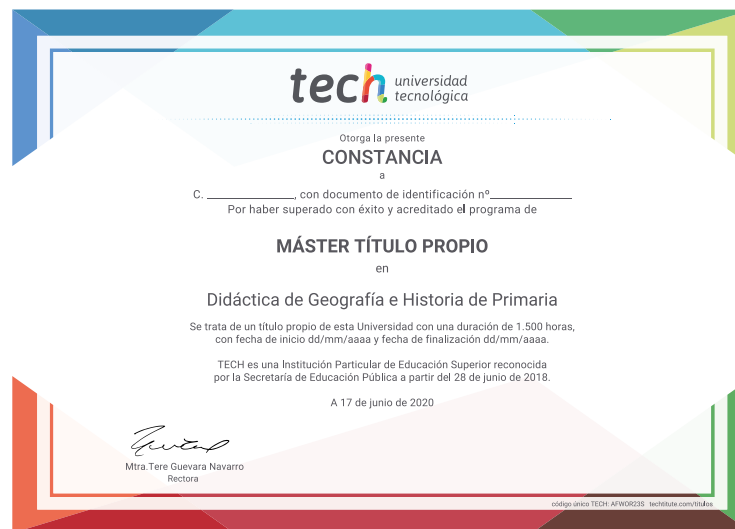 tech universidad
tecnológica
Otorga la presente
CONSTANCIA
a
C. ________________, con documento de identificación nº______________
Por haber superado con éxito y acreditado el programa de
MÁSTER TÍTULO PROPIO
en
Didáctica de Geografía e Historia de Primaria
Se trata de un título propio de esta Universidad con una duración de 1.500 horas,
con fecha de inicio dd/mm/aaaa y fecha de finalización dd/mm/aaaa.
TECH es una Institución Particular de Educación Superior reconocida
por la Secretaría de Educación Pública a partir del 28 de junio de 2018.
A 17 de junio de 2020
Mtra.Tere Guevara Navarro
Rectora
código único TECH: AFWOR23S techtitute.com/titulos